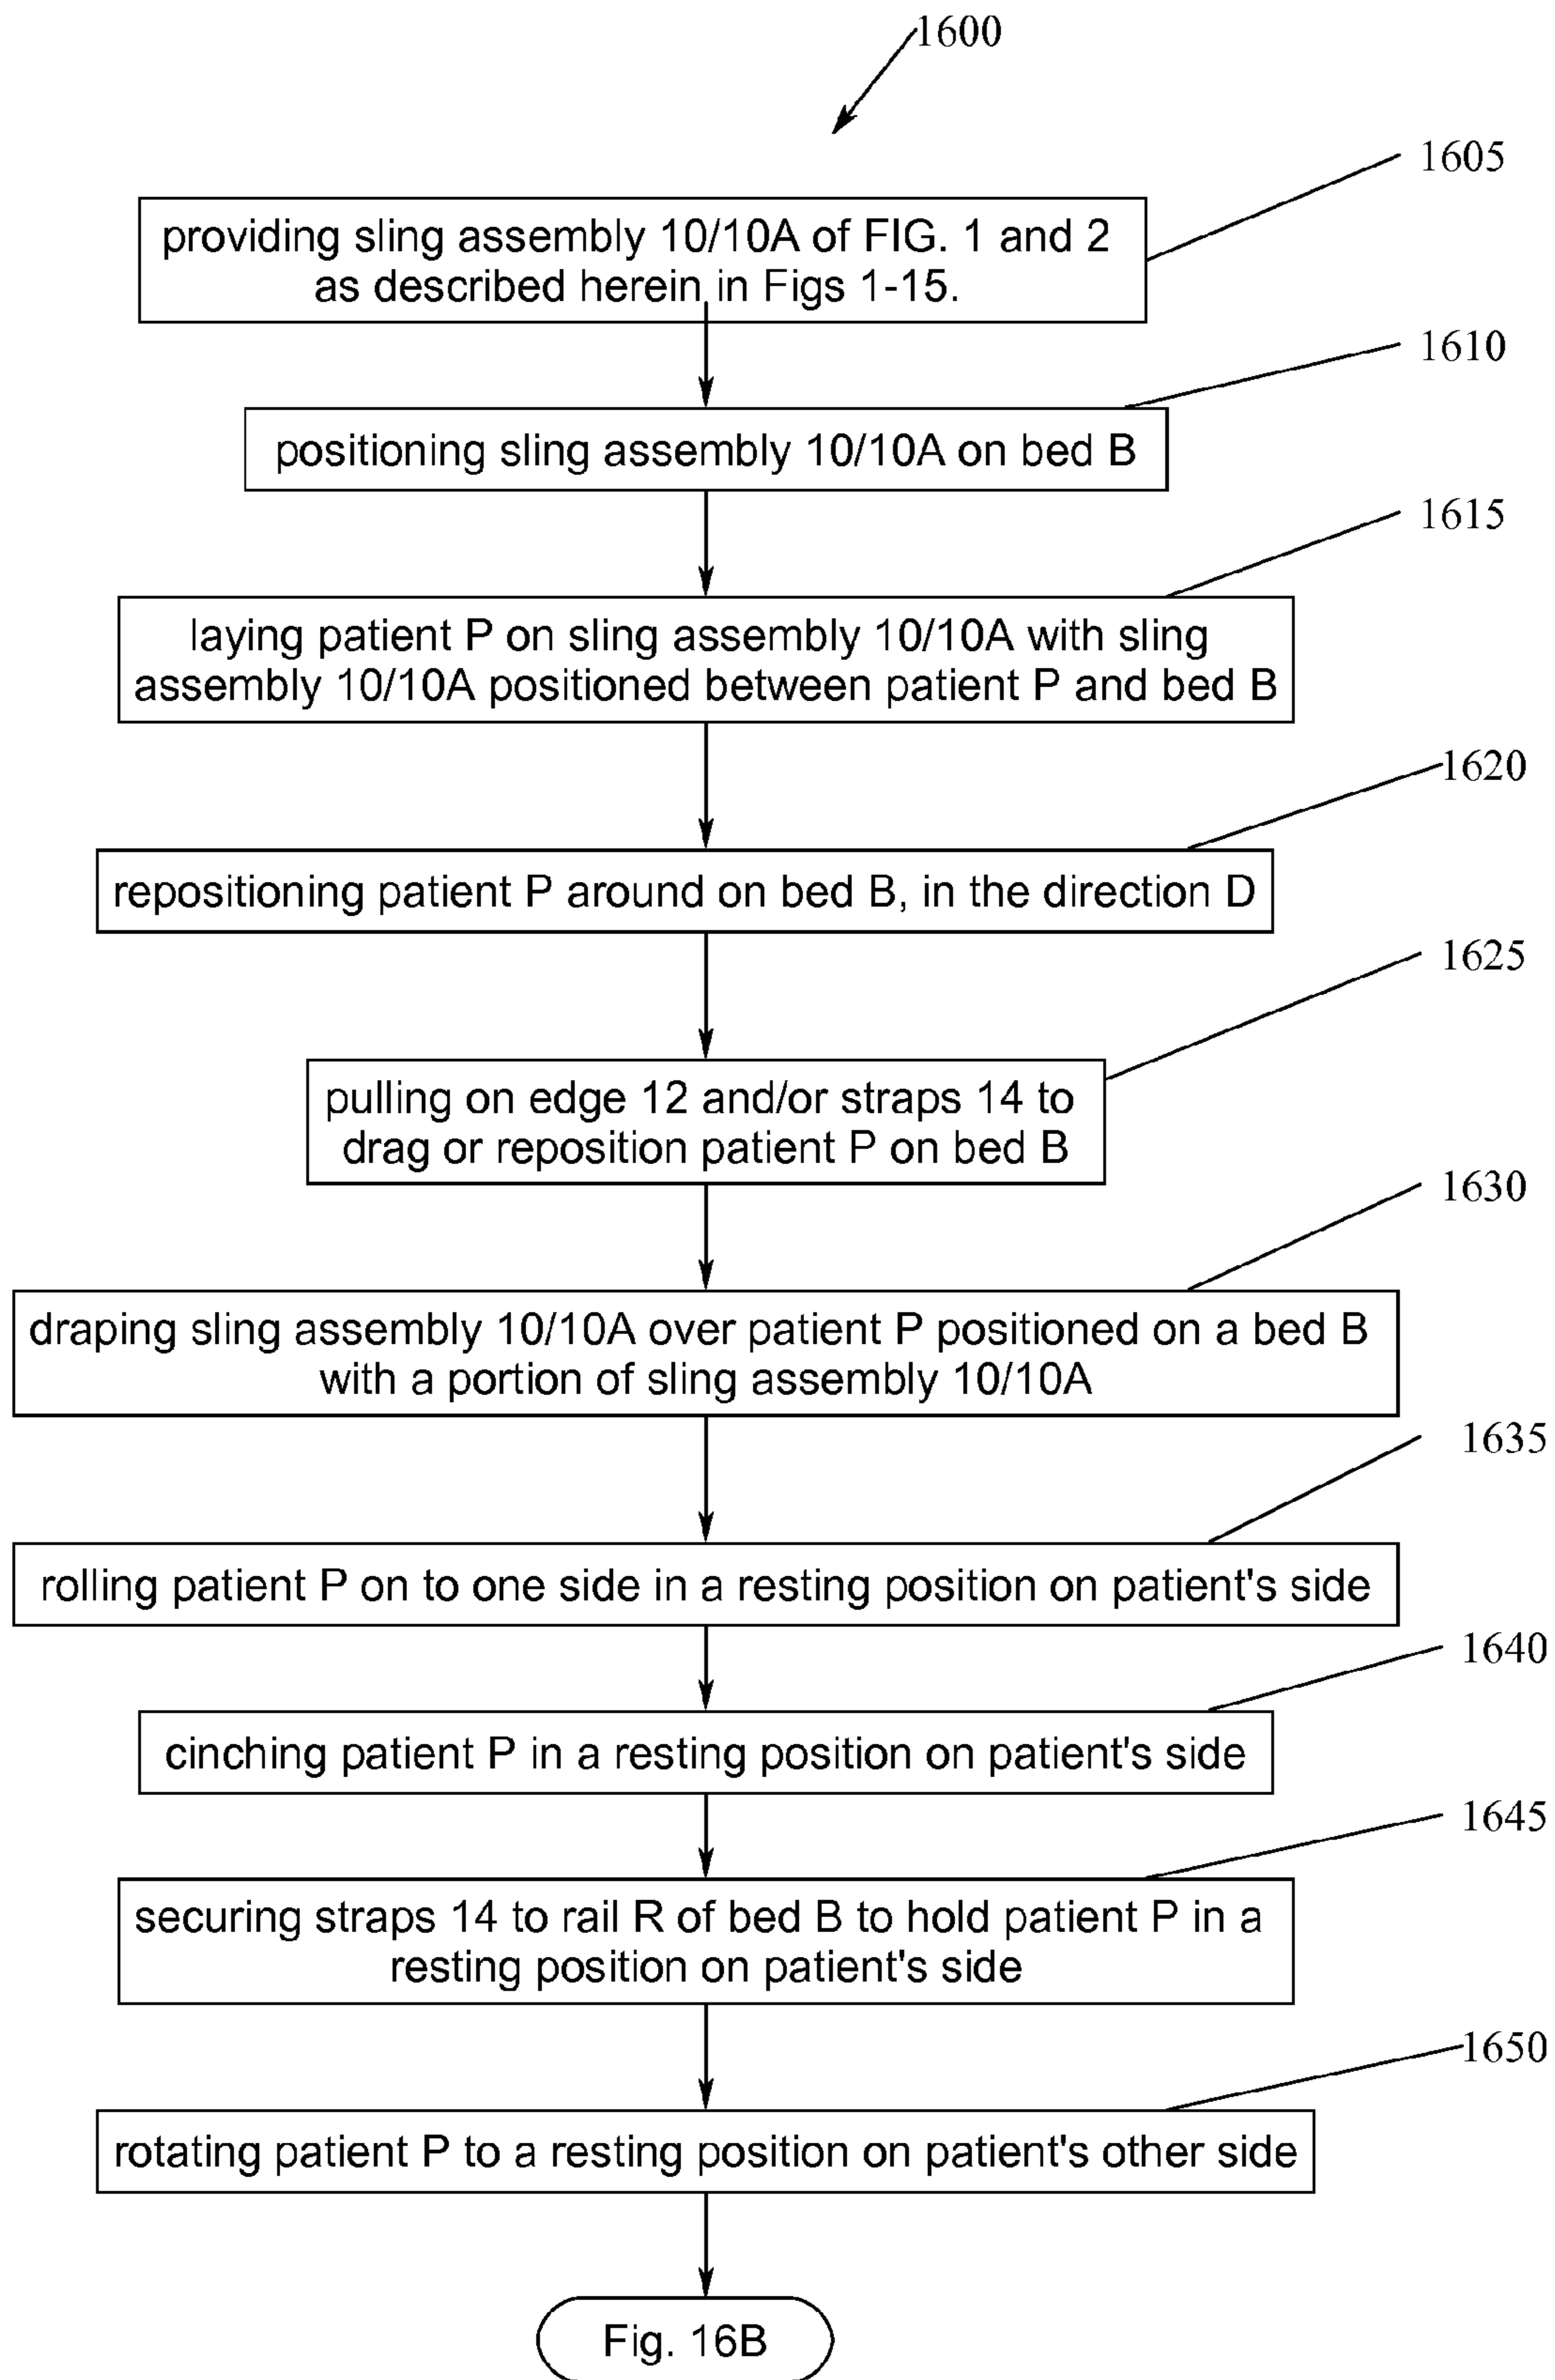 1600
1605
providing sling assembly 10/10A of FIG. 1 and 2
as described herein in Figs 1-15.
1610
positioning sling assembly 10/10A on bed B
1615
laying patient P on sling assembly 10/10A with sling
assembly 10/10A positioned between patient P and bed B
1620
repositioning patient P around on bed B, in the direction D
1625
pulling on edge 12 and/or straps 14 to
drag or reposition patient P on bed B
1630
draping sling assembly 10/10A over patient P positioned on a bed B
with a portion of sling assembly 10/10A
1635
rolling patient P on to one side in a resting position on patient's side
1640
cinching patient P in a resting position on patient's side
1645
securing straps 14 to rail R of bed B to hold patient P in a
resting position on patient's side
1650
rotating patient P to a resting position on patient's other side
Fig. 16B